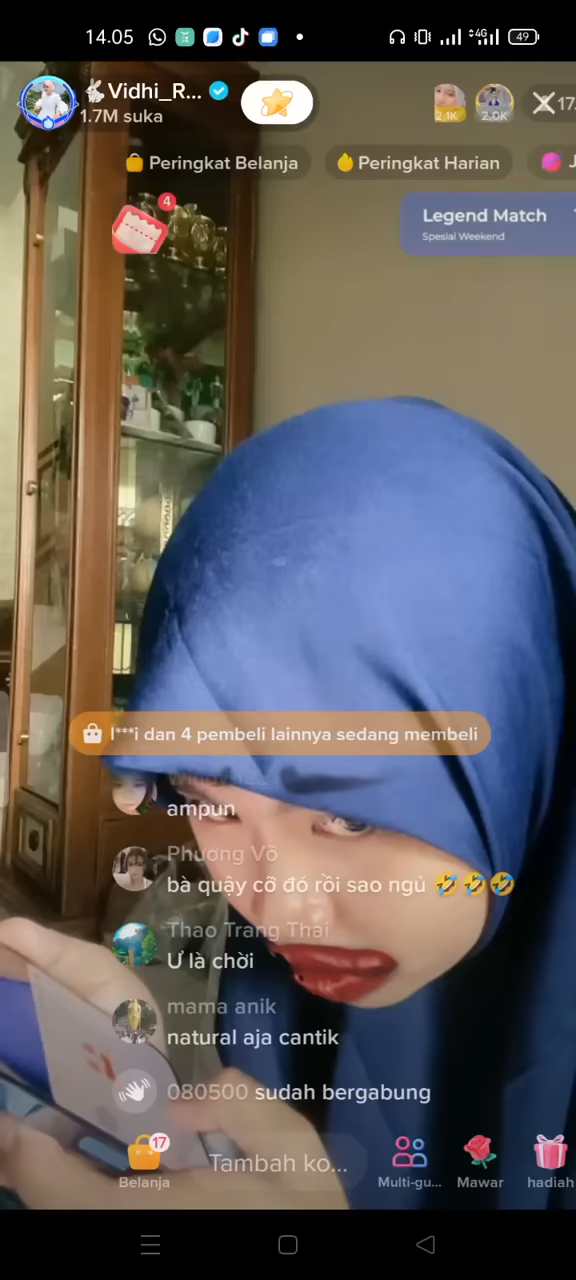 14.05
4G
49
Vidhi_R...
1.7M suka
2.1K
2.0K
17.
Peringkat Belanja
Peringkat Harian
J
4
Legend Match
Spesial Weekend
l***i dan 4 pembeli lainnya sedang membeli
ampun
Phương Võ
bà quậy cỡ đó rồi sao ngủ 🤣🤣🤣
Thao Trang Thai
Ư là chời
mama anik
natural aja cantik
080500 sudah bergabung
17
Belanja
Tambah ko...
Multi-gu...
Mawar
hadiah